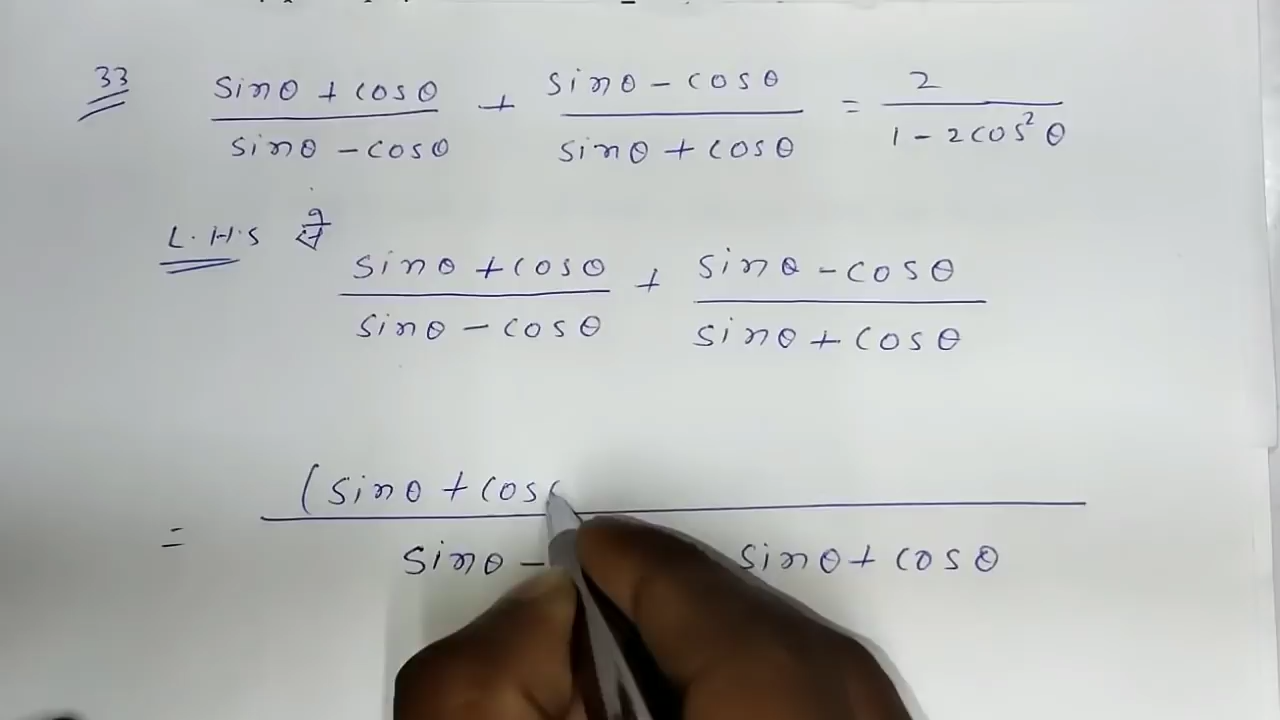 33 (sinθ + cosθ)/(sinθ - cosθ) + (sinθ - cosθ)/(sinθ + cosθ) = 2/(1 - 2cos²θ)
L.H.S से
(sinθ + cosθ)/(sinθ - cosθ) + (sinθ - cosθ)/(sinθ + cosθ)
(sinθ + cos
=
sinθ - sinθ + cosθ